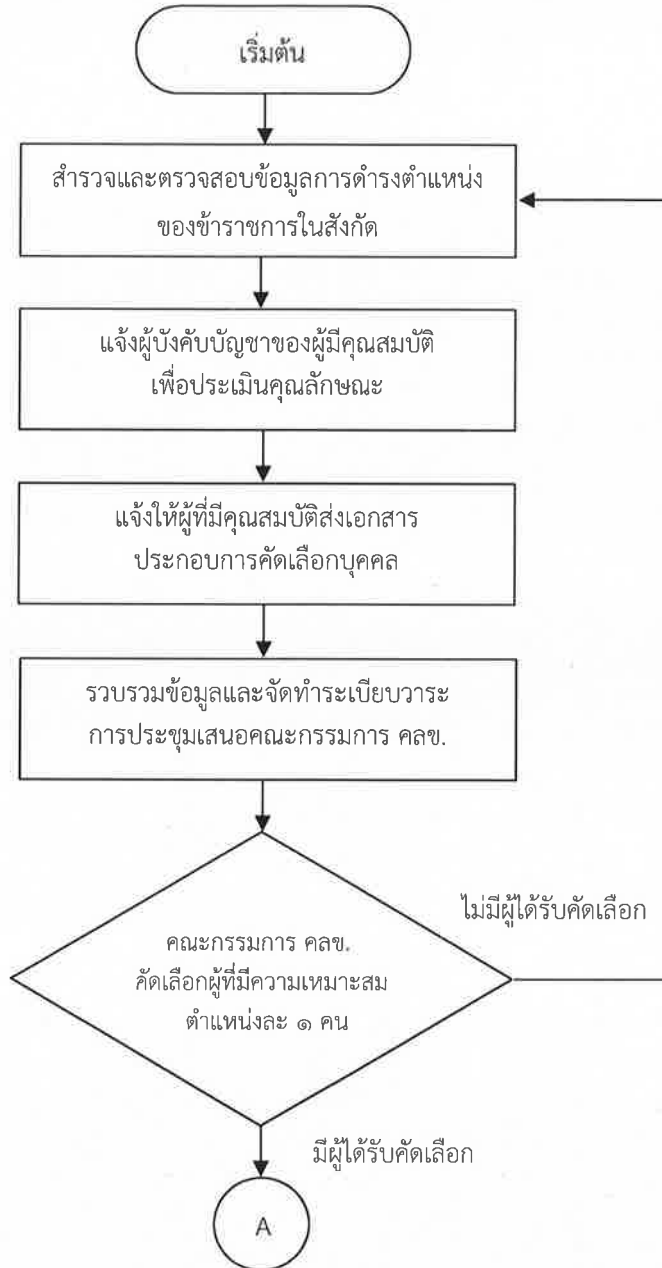 เริ่มต้น
สำรวจและตรวจสอบข้อมูลการดำรงตำแหน่ง
ของข้าราชการในสังกัด
แจ้งผู้บังคับบัญชาของผู้มีคุณสมบัติ
เพื่อประเมินคุณลักษณะ
แจ้งให้ผู้ที่มีคุณสมบัติส่งเอกสาร
ประกอบการคัดเลือกบุคคล
รวบรวมข้อมูลและจัดทำระเบียบวาระ
การประชุมเสนอคณะกรรมการ คลข.
ไม่มีผู้ได้รับคัดเลือก
คณะกรรมการ คลข.
คัดเลือกผู้ที่มีความเหมาะสม
ตำแหน่งละ ๑ คน
มีผู้ได้รับคัดเลือก
A